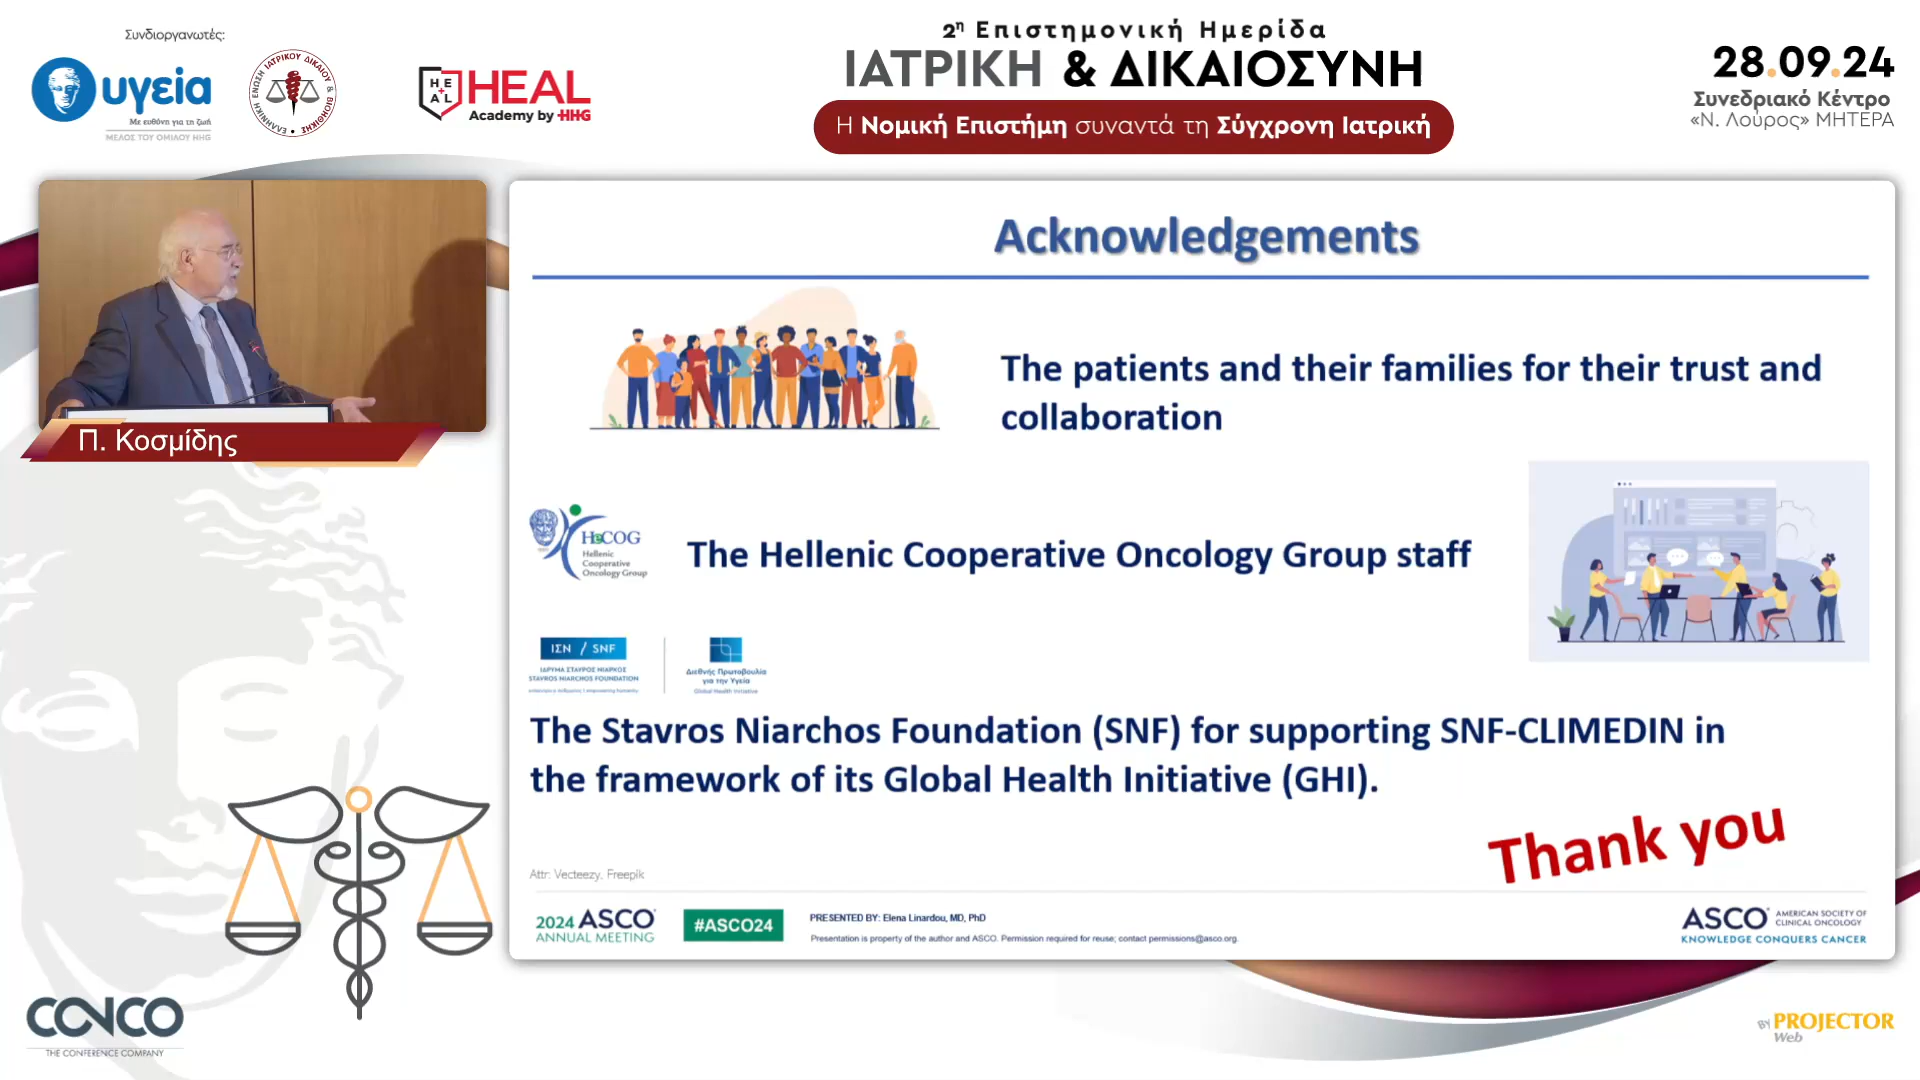 Συνδιοργανωτές:
υγεία
Με ευθύνη για τη ζωή
ΜΕΛΟΣ ΤΟΥ ΟΜΙΛΟΥ HHG
ΕΛΛΗΝΙΚΗ ΕΝΩΣΗ ΙΑΤΡΙΚΟΥ ΔΙΚΑΙΟΥ & ΒΙΟΗΘΙΚΗΣ
HE
AL
HEAL
Academy by HHG
2η Επιστημονική Ημερίδα
ΙΑΤΡΙΚΗ & ΔΙΚΑΙΟΣΥΝΗ
Η Νομική Επιστήμη συναντά τη Σύγχρονη Ιατρική
28.09.24
Συνεδριακό Κέντρο
«Ν. Λούρος» ΜΗΤΕΡΑ
Π. Κοσμίδης
Acknowledgements
The patients and their families for their trust and
collaboration
HeCOG
Hellenic
Cooperative
Oncology Group
The Hellenic Cooperative Oncology Group staff
ΙΣΝ / SNF
ΙΔΡΥΜΑ ΣΤΑΥΡΟΣ ΝΙΑΡΧΟΣ
STAVROS NIARCHOS FOUNDATION
Διεθνής Πρωτοβουλία
για την Υγεία
Global Health Initiative
The Stavros Niarchos Foundation (SNF) for supporting SNF-CLIMEDIN in
the framework of its Global Health Initiative (GHI).
Thank you
Attr: Vecteezy, Freepik
2024 ASCO
ANNUAL MEETING
#ASCO24
PRESENTED BY: Elena Linardou, MD, PhD
Presentation is property of the author and ASCO. Permission required for reuse; contact permissions@asco.org.
ASCO AMERICAN SOCIETY OF
CLINICAL ONCOLOGY
KNOWLEDGE CONQUERS CANCER
CONCO
THE CONFERENCE COMPANY
BY PROJECTOR
Web